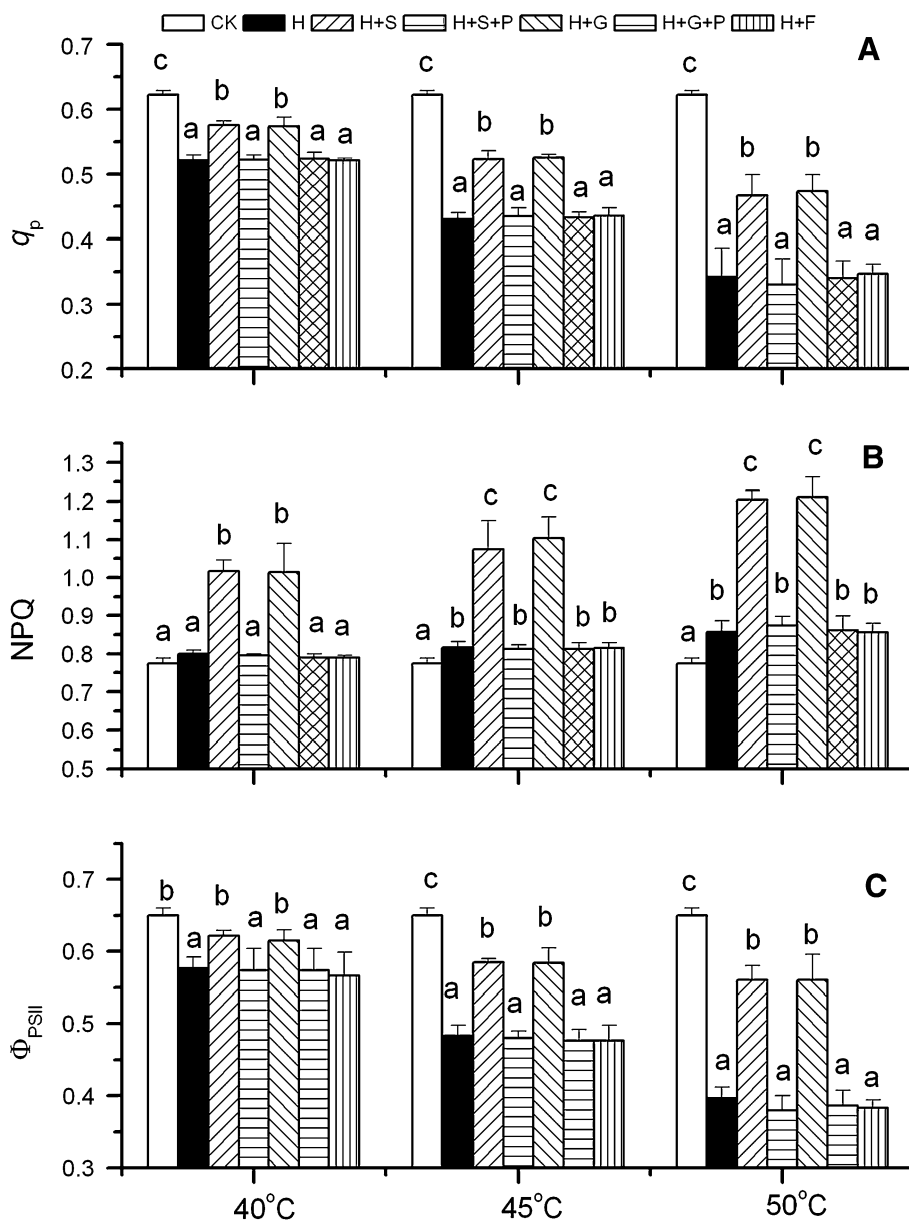 CK H H+S H+S+P H+G H+G+P H+F
A
0.7
0.6
0.5
0.4
0.3
0.2
qp
c a b a b a a
c a b a b a a
c a b a b a a
B
1.3
1.2
1.1
1.0
0.9
0.8
0.7
0.6
0.5
NPQ
a a b a b a a
a b c b c b b
a b c b c b b
C
0.7
0.6
0.5
0.4
0.3
ΦPSII
b a b a b a a
c a b a b a a
c a b a b a a
40°C 45°C 50°C